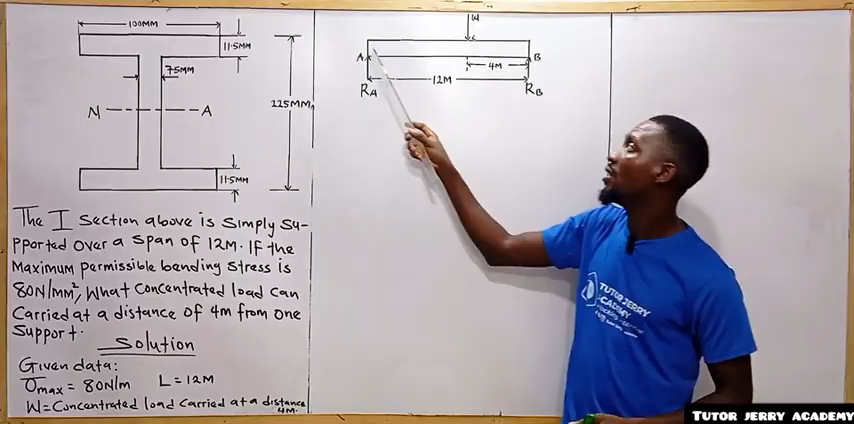 100MM
11.5MM
75MM
N A
225MM
11.5MM
The I section above is Simply Su-
pported over a span of 12M. If the
Maximum permissible bending Stress is
80N/MM², What Concentrated load can
Carried at a distance of 4M from one
Support.
Solution
Given data:
σmax = 80N/m L = 12M
W = Concentrated load Carried at a distance
4M.
W
C
A B
4M
12M
RA RB
TUTOR JERRY
ACADEMY
TUTOR JERRY ACADEMY